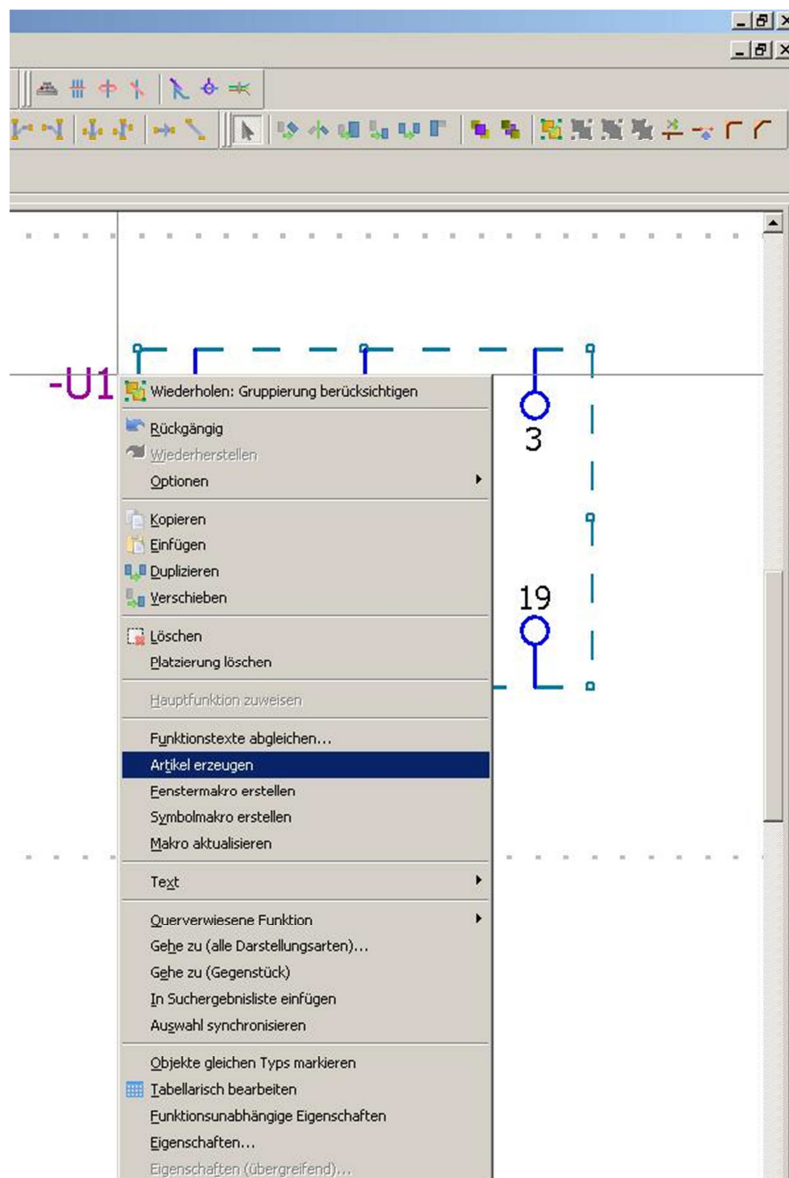 -U1
3
19
Wiederholen: Gruppierung berücksichtigen
Rückgängig
Wiederherstellen
Optionen
Kopieren
Einfügen
Duplizieren
Verschieben
Löschen
Platzierung löschen
Hauptfunktion zuweisen
Funktionstexte abgleichen...
Artikel erzeugen
Fenstermakro erstellen
Symbolmakro erstellen
Makro aktualisieren
Text
Querverwiesene Funktion
Gehe zu (alle Darstellungsarten)...
Gehe zu (Gegenstück)
In Suchergebnisliste einfügen
Auswahl synchronisieren
Objekte gleichen Typs markieren
Tabellarisch bearbeiten
Funktionsunabhängige Eigenschaften
Eigenschaften...
Eigenschaften (übergreifend)...